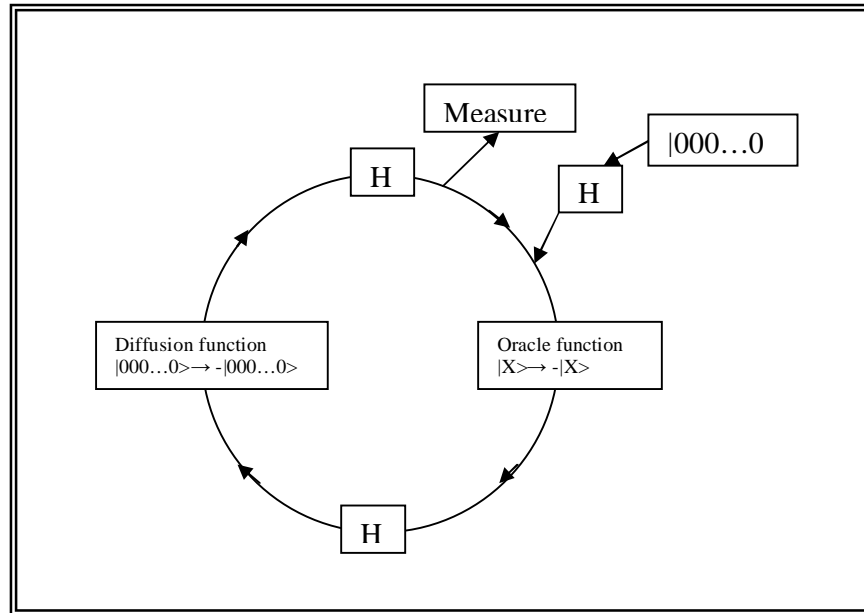 Measure
|000…0
H
H
Diffusion function
|000…0>→ -|000…0>
Oracle function
|X>→ -|X>
H